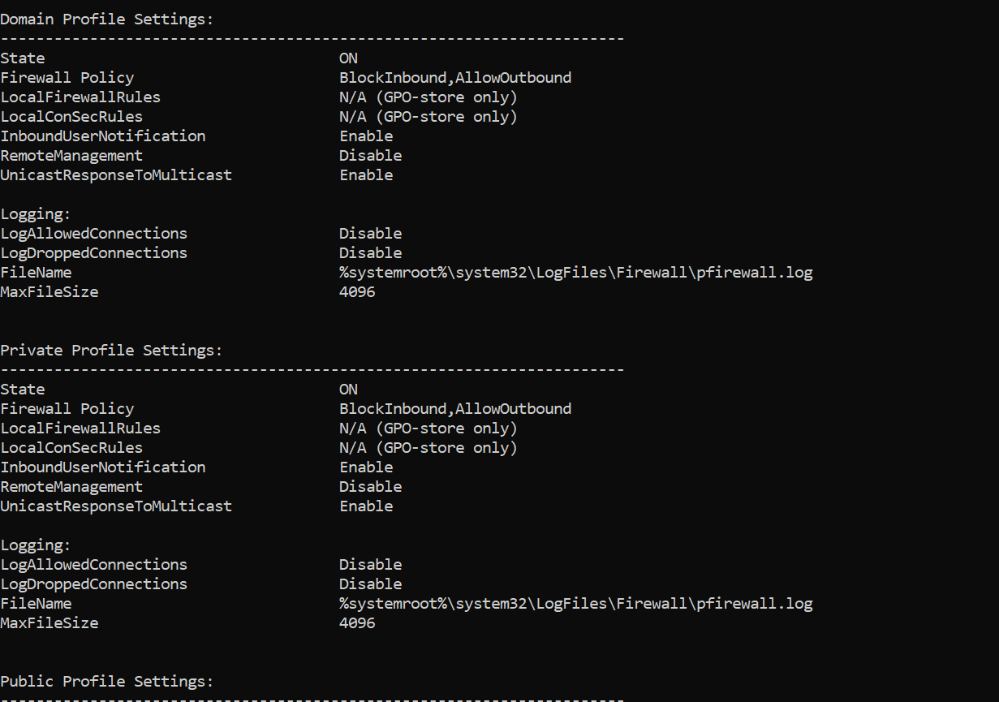 Domain Profile Settings:
----------------------------------------------------------------------
State                                 ON
Firewall Policy                       BlockInbound,AllowOutbound
LocalFirewallRules                    N/A (GPO-store only)
LocalConSecRules                      N/A (GPO-store only)
InboundUserNotification               Enable
RemoteManagement                      Disable
UnicastResponseToMulticast            Enable

Logging:
LogAllowedConnections                 Disable
LogDroppedConnections                 Disable
FileName                              %systemroot%\system32\LogFiles\Firewall\pfirewall.log
MaxFileSize                           4096


Private Profile Settings:
----------------------------------------------------------------------
State                                 ON
Firewall Policy                       BlockInbound,AllowOutbound
LocalFirewallRules                    N/A (GPO-store only)
LocalConSecRules                      N/A (GPO-store only)
InboundUserNotification               Enable
RemoteManagement                      Disable
UnicastResponseToMulticast            Enable

Logging:
LogAllowedConnections                 Disable
LogDroppedConnections                 Disable
FileName                              %systemroot%\system32\LogFiles\Firewall\pfirewall.log
MaxFileSize                           4096


Public Profile Settings:
----------------------------------------------------------------------